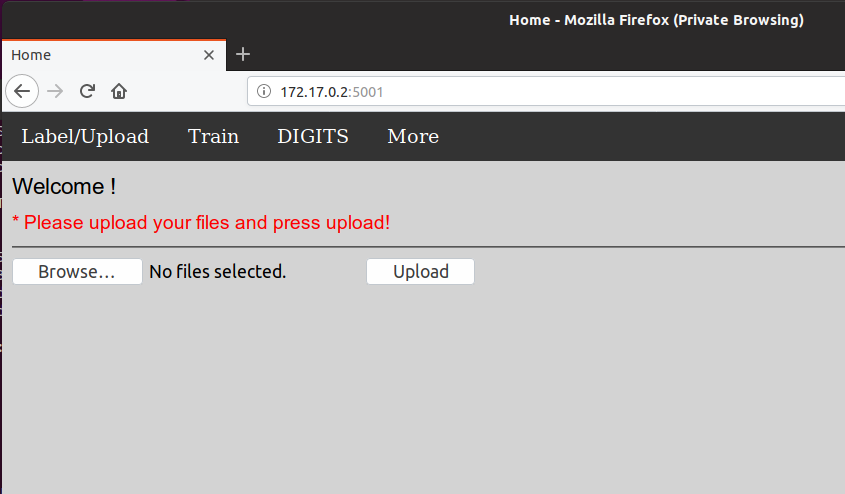 Home - Mozilla Firefox (Private Browsing)
Home
172.17.0.2:5001
Label/Upload Train DIGITS More
Welcome !
* Please upload your files and press upload!
Browse... No files selected. Upload